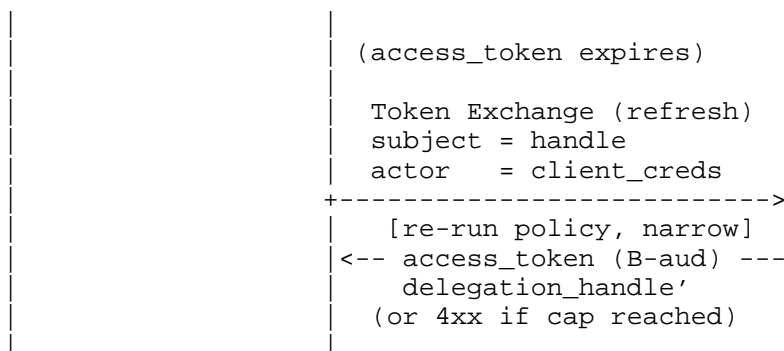 (access_token expires)
Token Exchange (refresh)
subject = handle
actor   = client_creds
+--------------------------->
[re-run policy, narrow]
<-- access_token (B-aud) ---
delegation_handle’
(or 4xx if cap reached)